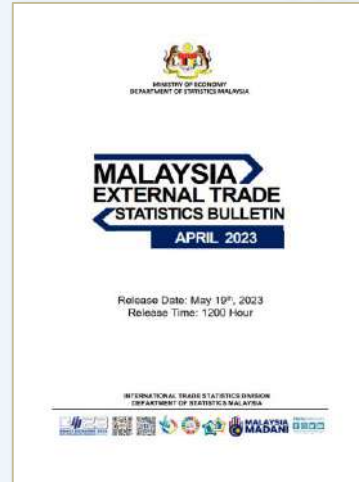 MINISTRY OF ECONOMY
DEPARTMENT OF STATISTICS MALAYSIA
MALAYSIA
EXTERNAL TRADE
STATISTICS BULLETIN
APRIL 2023
Release Date: May 19th, 2023
Release Time: 1200 Hour
INTERNATIONAL TRADE STATISTICS DIVISION
DEPARTMENT OF STATISTICS MALAYSIA
MALAYSIA
MADANI